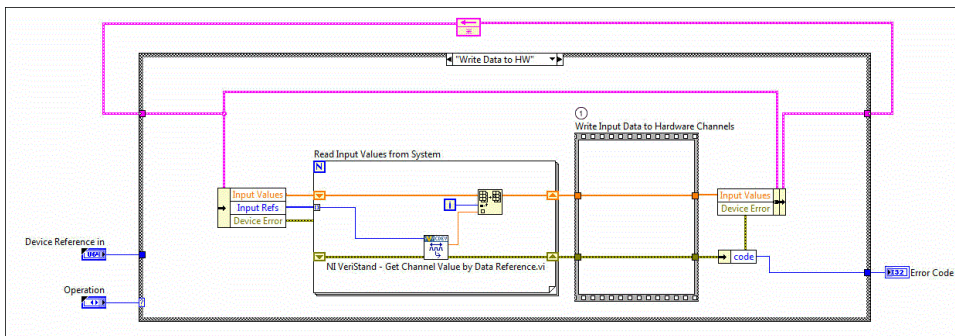 "Write Data to HW"
1
Write Input Data to Hardware Channels
Read Input Values from System
N
Input Values
Input Refs
Device Error
i
Input Values
Device Error
Device Reference in
NI VeriStand - Get Channel Value by Data Reference.vi
code
I32
Error Code
Operation
?